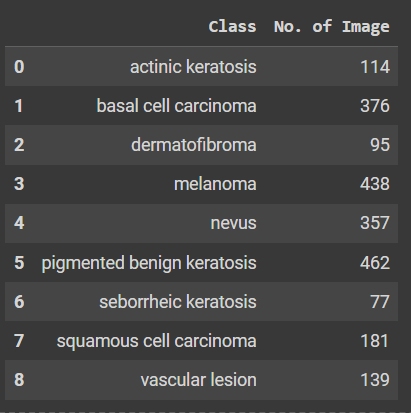 Class No. of Image
0 actinic keratosis 114
1 basal cell carcinoma 376
2 dermatofibroma 95
3 melanoma 438
4 nevus 357
5 pigmented benign keratosis 462
6 seborrheic keratosis 77
7 squamous cell carcinoma 181
8 vascular lesion 139